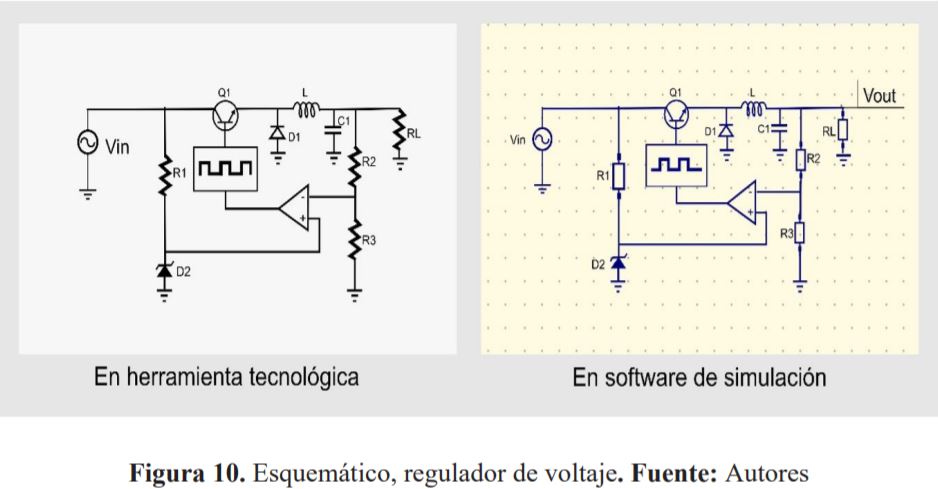 Q1
L
C1
D1
RL
Vin
R2
R1
R3
D2
En herramienta tecnológica
Q1
L
Vout
D1
C1
RL
Vin
R2
R1
R3
D2
En software de simulación
Figura 10. Esquemático, regulador de voltaje. Fuente: Autores